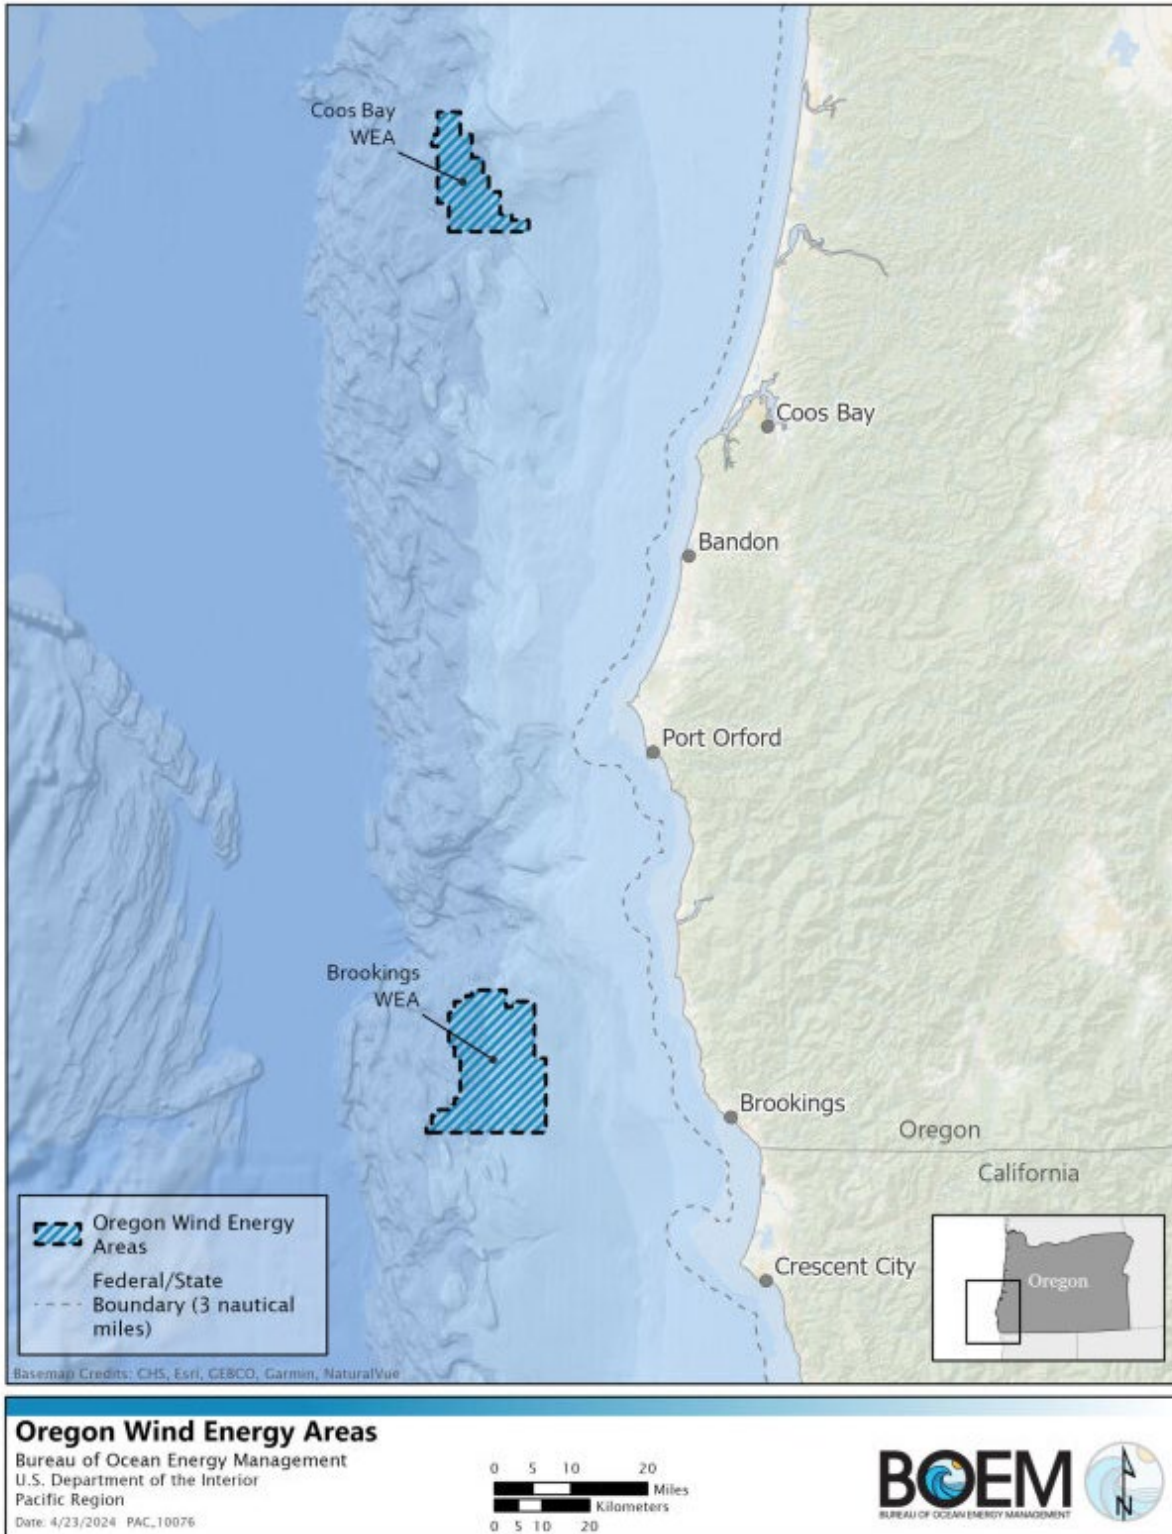 Coos Bay
WEA
Coos Bay
Bandon
Port Orford
Brookings
WEA
Brookings
Oregon
California
Crescent City
Oregon Wind Energy
Areas
Federal/State
Boundary (3 nautical
miles)
Oregon
Basemap Credits: CHS, Esri, GEBCO, Garmin, NaturalVue
Oregon Wind Energy Areas
Bureau of Ocean Energy Management
U.S. Department of the Interior
Pacific Region
Date: 4/23/2024 PAC_10076
0 5 10 20
Miles
Kilometers
0 5 10 20
BOEM
BUREAU OF OCEAN ENERGY MANAGEMENT
N